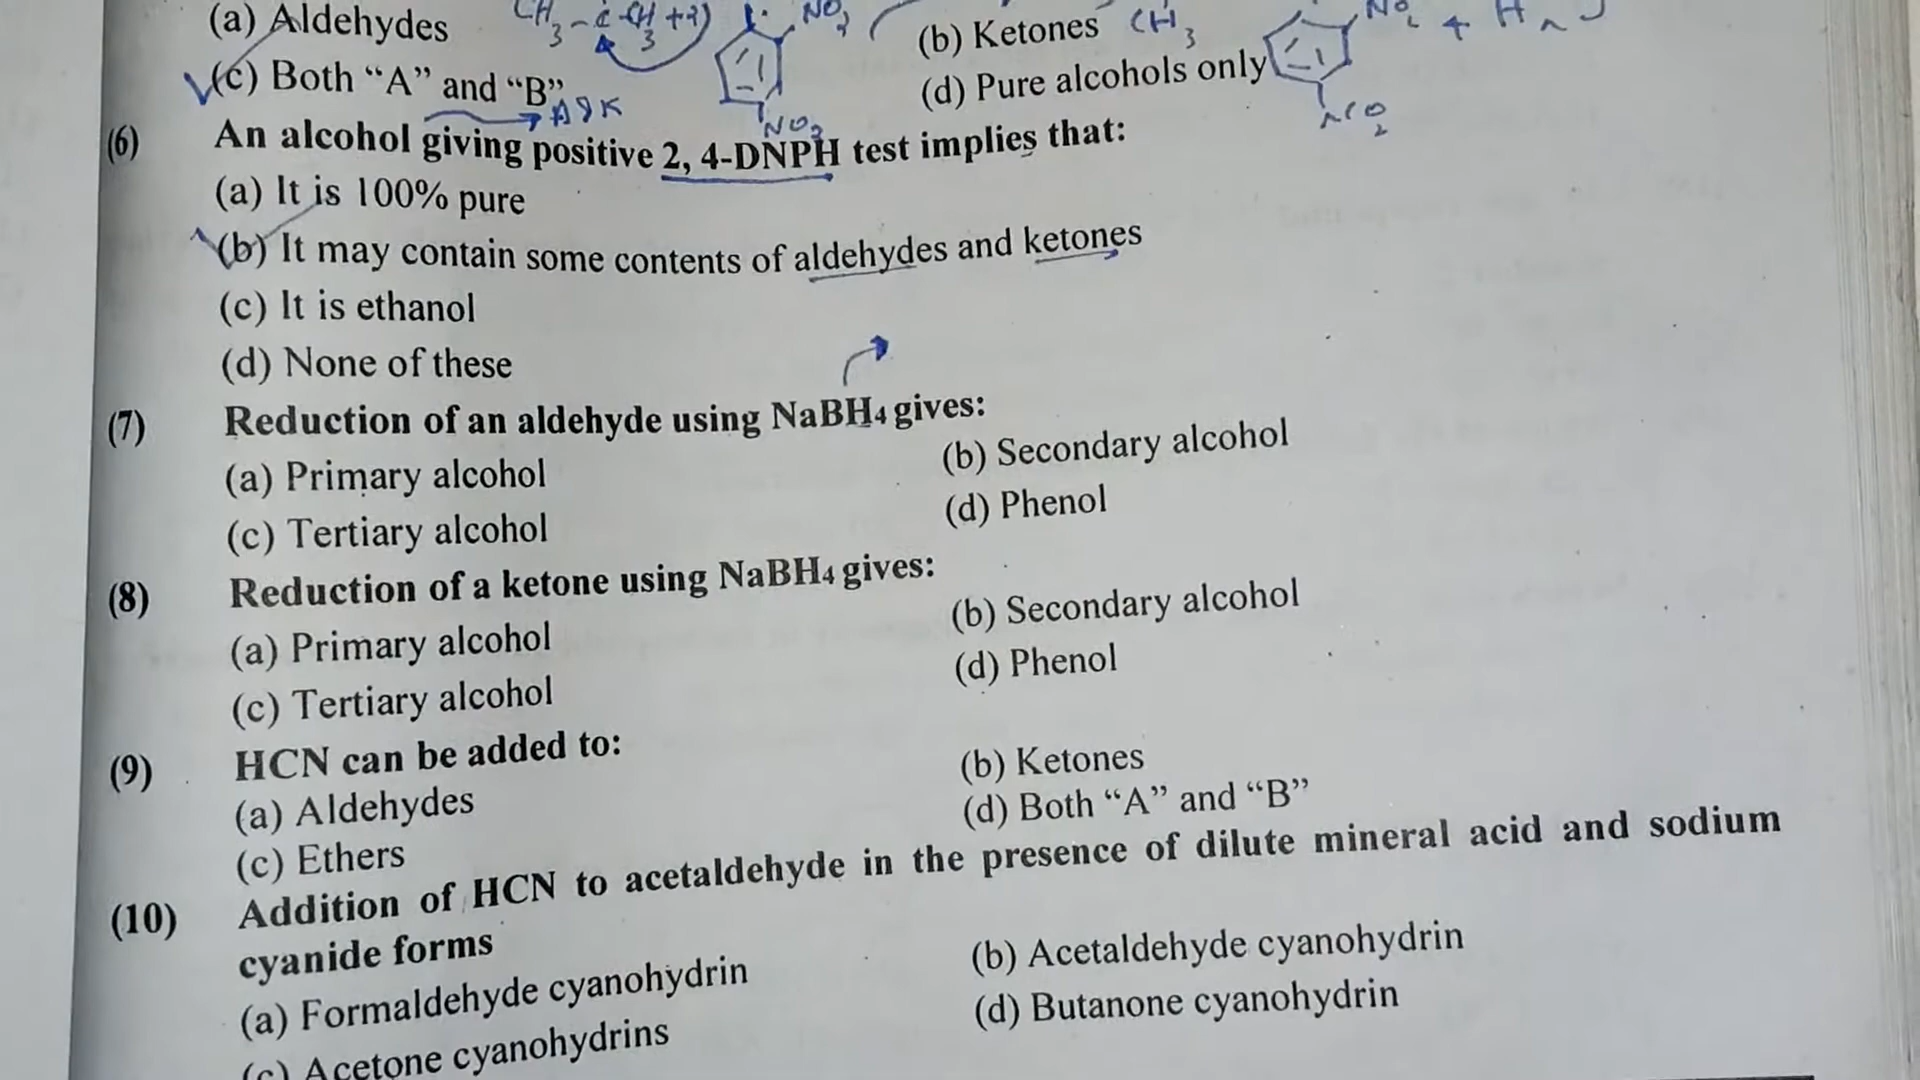 (a) Aldehydes
(b) Ketones CH3
(c) Both “A” and “B”
(d) Pure alcohols only
(6) An alcohol giving positive 2, 4-DNPH test implies that:
(a) It is 100% pure
(b) It may contain some contents of aldehydes and ketones
(c) It is ethanol
(d) None of these
(7) Reduction of an aldehyde using NaBH4 gives:
(a) Primary alcohol
(b) Secondary alcohol
(c) Tertiary alcohol
(d) Phenol
(8) Reduction of a ketone using NaBH4 gives:
(a) Primary alcohol
(b) Secondary alcohol
(c) Tertiary alcohol
(d) Phenol
(9) HCN can be added to:
(a) Aldehydes
(b) Ketones
(c) Ethers
(d) Both “A” and “B”
(10) Addition of HCN to acetaldehyde in the presence of dilute mineral acid and sodium
cyanide forms
(a) Formaldehyde cyanohydrin
(b) Acetaldehyde cyanohydrin
(c) Acetone cyanohydrins
(d) Butanone cyanohydrin